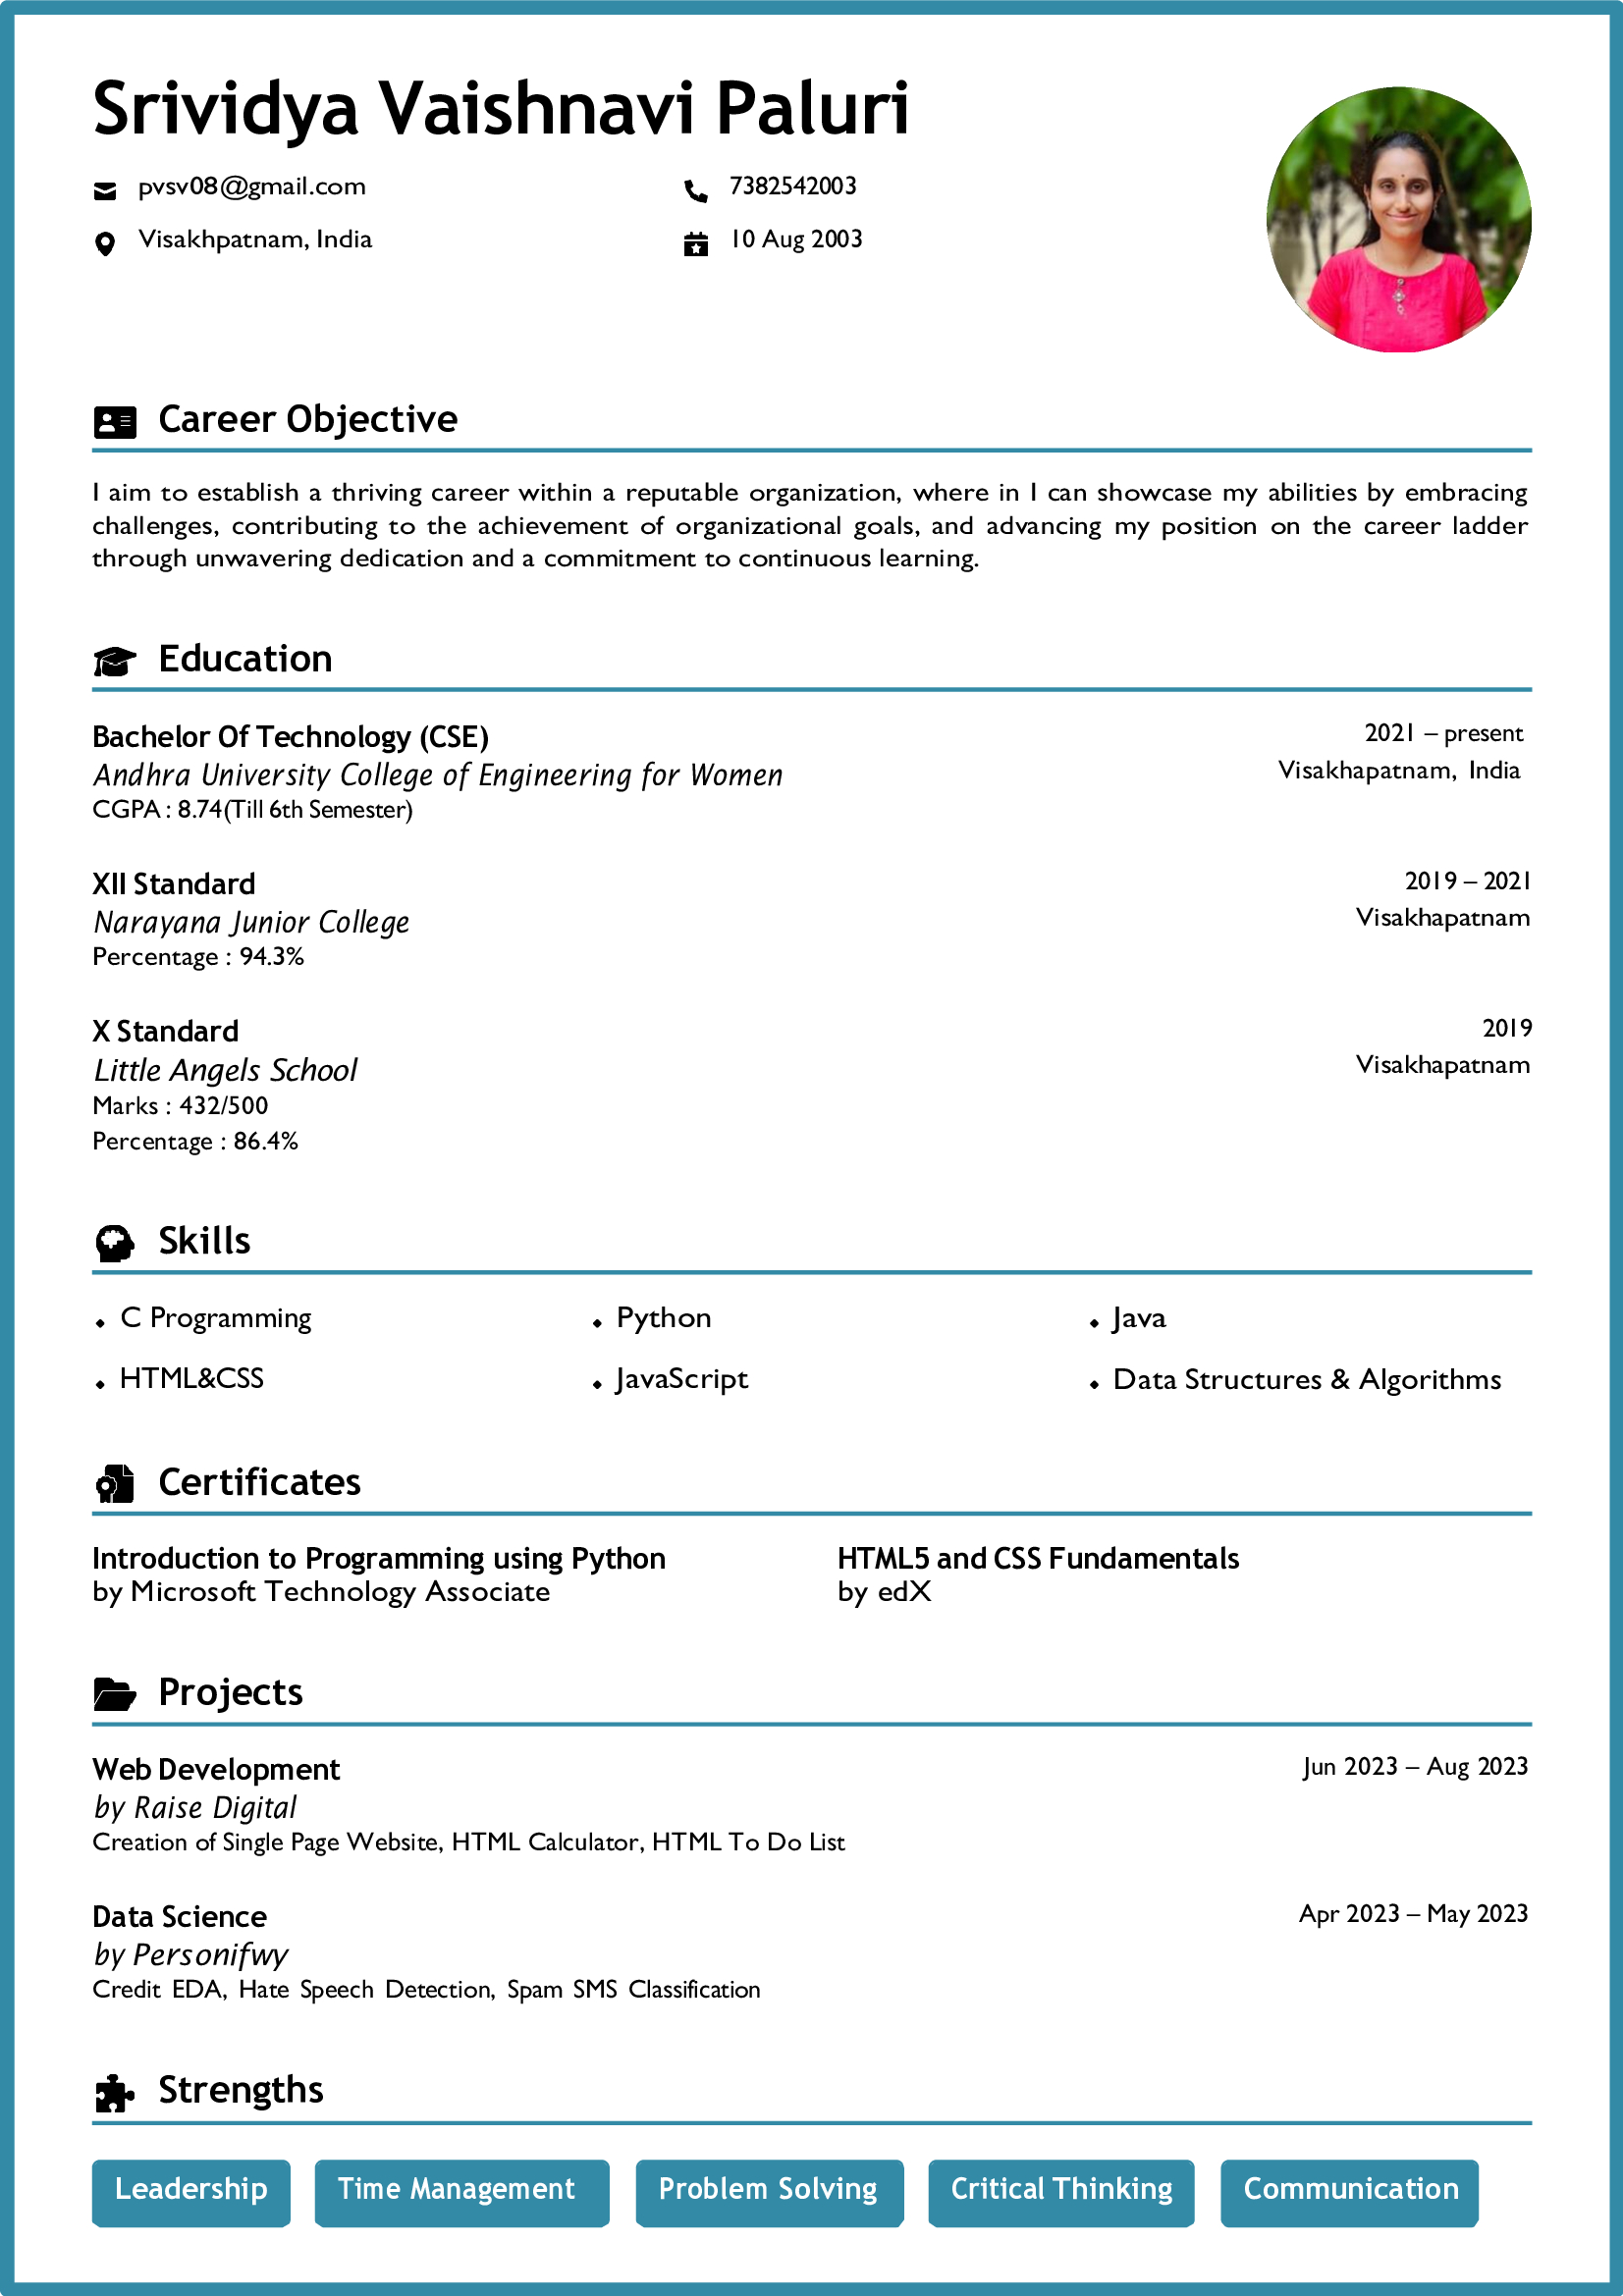 Srividya Vaishnavi Paluri
pvsv08@gmail.com
7382542003
Visakhpatnam, India
10 Aug 2003
Career Objective
I aim to establish a thriving career within a reputable organization, where in I can showcase my abilities by embracing
challenges, contributing to the achievement of organizational goals, and advancing my position on the career ladder
through unwavering dedication and a commitment to continuous learning.
Education
Bachelor Of Technology (CSE)
2021 – present
Andhra University College of Engineering for Women
Visakhapatnam, India
CGPA : 8.74(Till 6th Semester)
XII Standard
2019 – 2021
Narayana Junior College
Visakhapatnam
Percentage : 94.3%
X Standard
2019
Little Angels School
Visakhapatnam
Marks : 432/500
Percentage : 86.4%
Skills
• C Programming
• Python
• Java
• HTML&CSS
• JavaScript
• Data Structures & Algorithms
Certificates
Introduction to Programming using Python
by Microsoft Technology Associate
HTML5 and CSS Fundamentals
by edX
Projects
Web Development
Jun 2023 – Aug 2023
by Raise Digital
Creation of Single Page Website, HTML Calculator, HTML To Do List
Data Science
Apr 2023 – May 2023
by Personifwy
Credit EDA, Hate Speech Detection, Spam SMS Classification
Strengths
Leadership
Time Management
Problem Solving
Critical Thinking
Communication